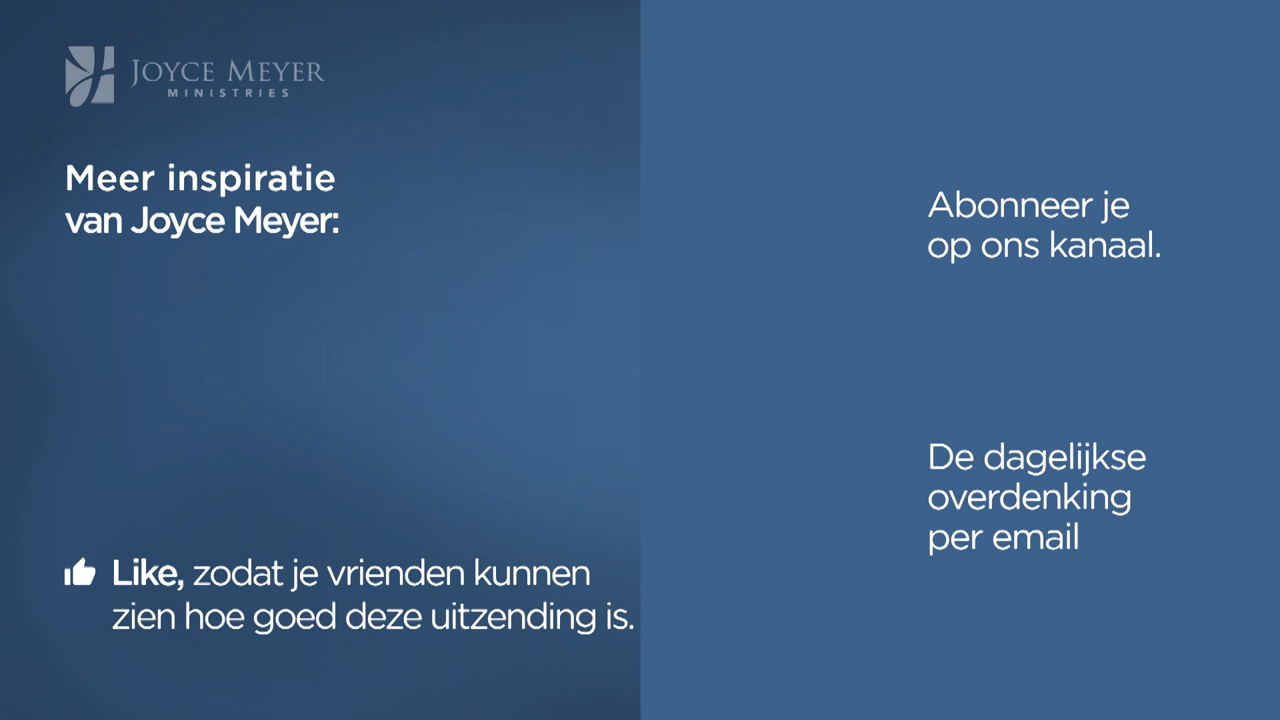 JOYCE MEYER
MINISTRIES
Meer inspiratie
van Joyce Meyer:
Abonneer je
op ons kanaal.
De dagelijkse
overdenking
per email
Like, zodat je vrienden kunnen
zien hoe goed deze uitzending is.